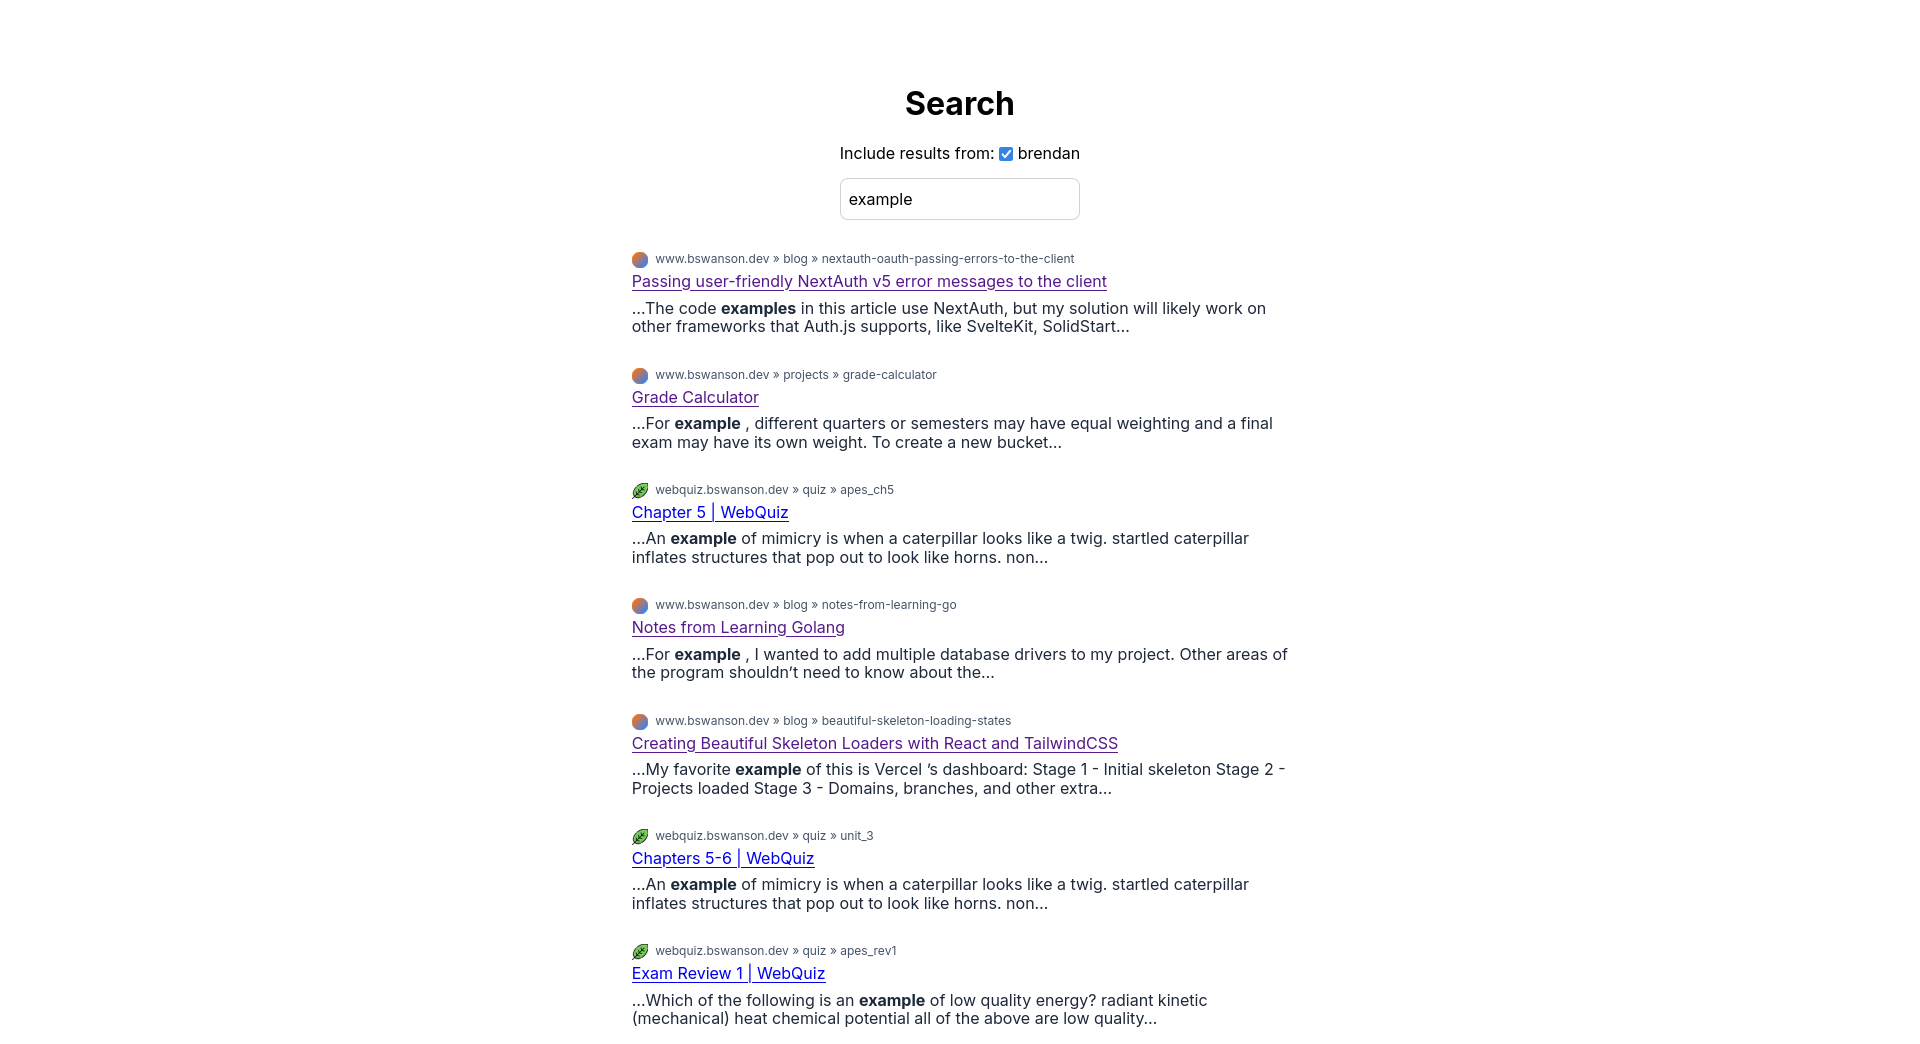 Search
Include results from: brendan
example
www.bswanson.dev » blog » nextauth-oauth-passing-errors-to-the-client
Passing user-friendly NextAuth v5 error messages to the client
...The code examples in this article use NextAuth, but my solution will likely work on
other frameworks that Auth.js supports, like SvelteKit, SolidStart...
www.bswanson.dev » projects » grade-calculator
Grade Calculator
...For example , different quarters or semesters may have equal weighting and a final
exam may have its own weight. To create a new bucket...
webquiz.bswanson.dev » quiz » apes_ch5
Chapter 5 | WebQuiz
...An example of mimicry is when a caterpillar looks like a twig. startled caterpillar
inflates structures that pop out to look like horns. non...
www.bswanson.dev » blog » notes-from-learning-go
Notes from Learning Golang
...For example , I wanted to add multiple database drivers to my project. Other areas of
the program shouldn’t need to know about the...
www.bswanson.dev » blog » beautiful-skeleton-loading-states
Creating Beautiful Skeleton Loaders with React and TailwindCSS
...My favorite example of this is Vercel ’s dashboard: Stage 1 - Initial skeleton Stage 2 -
Projects loaded Stage 3 - Domains, branches, and other extra...
webquiz.bswanson.dev » quiz » unit_3
Chapters 5-6 | WebQuiz
...An example of mimicry is when a caterpillar looks like a twig. startled caterpillar
inflates structures that pop out to look like horns. non...
webquiz.bswanson.dev » quiz » apes_rev1
Exam Review 1 | WebQuiz
...Which of the following is an example of low quality energy? radiant kinetic
(mechanical) heat chemical potential all of the above are low quality...